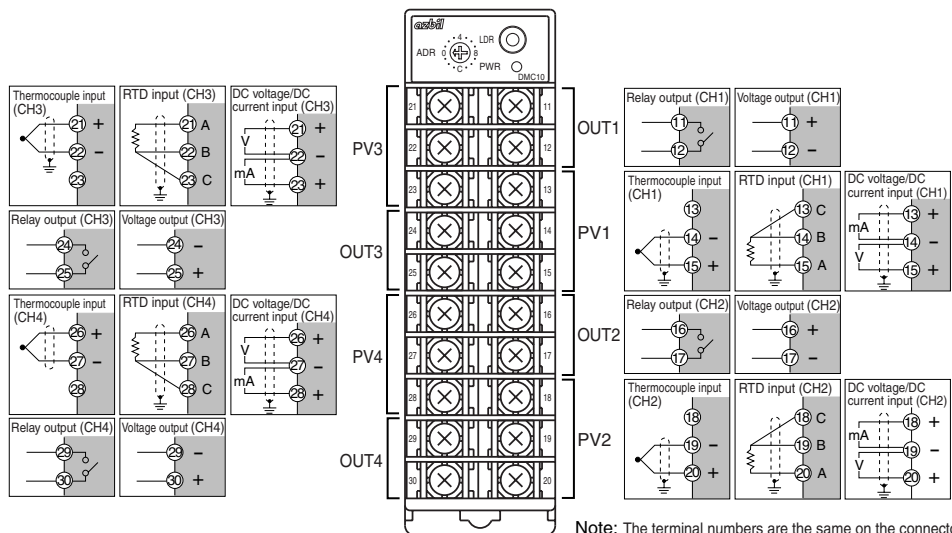 azbil
4
LDR
ADR 0 8
C PWR
DMC10
Thermocouple input
(CH3)
21 +
22 -
23
RTD input (CH3)
21 A
22 B
23 C
DC voltage/DC
current input (CH3)
V
mA
21 +
22 -
23 +
Relay output (CH3)
24
25
Voltage output (CH3)
24 -
25 +
Thermocouple input
(CH4)
26 +
27 -
28
RTD input (CH4)
26 A
27 B
28 C
DC voltage/DC
current input (CH4)
V
mA
26 +
27 -
28 +
Relay output (CH4)
29
30
Voltage output (CH4)
29 -
30 +
PV3
OUT3
PV4
OUT4
21 11
22 12
23 13
24 14
25 15
26 16
27 17
28 18
29 19
30 20
OUT1
PV1
OUT2
PV2
Relay output (CH1)
11
12
Voltage output (CH1)
11 +
12 -
Thermocouple input
(CH1)
13
14 -
15 +
RTD input (CH1)
13 C
14 B
15 A
DC voltage/DC
current input (CH1)
mA
V
13 +
14 -
15 +
Relay output (CH2)
16
17
Voltage output (CH2)
16 +
17 -
Thermocouple input
(CH2)
18
19 -
20 +
RTD input (CH2)
18 C
19 B
20 A
DC voltage/DC
current input (CH2)
mA
V
18 +
19 -
20 +
Note: The terminal numbers are the same on the connecto